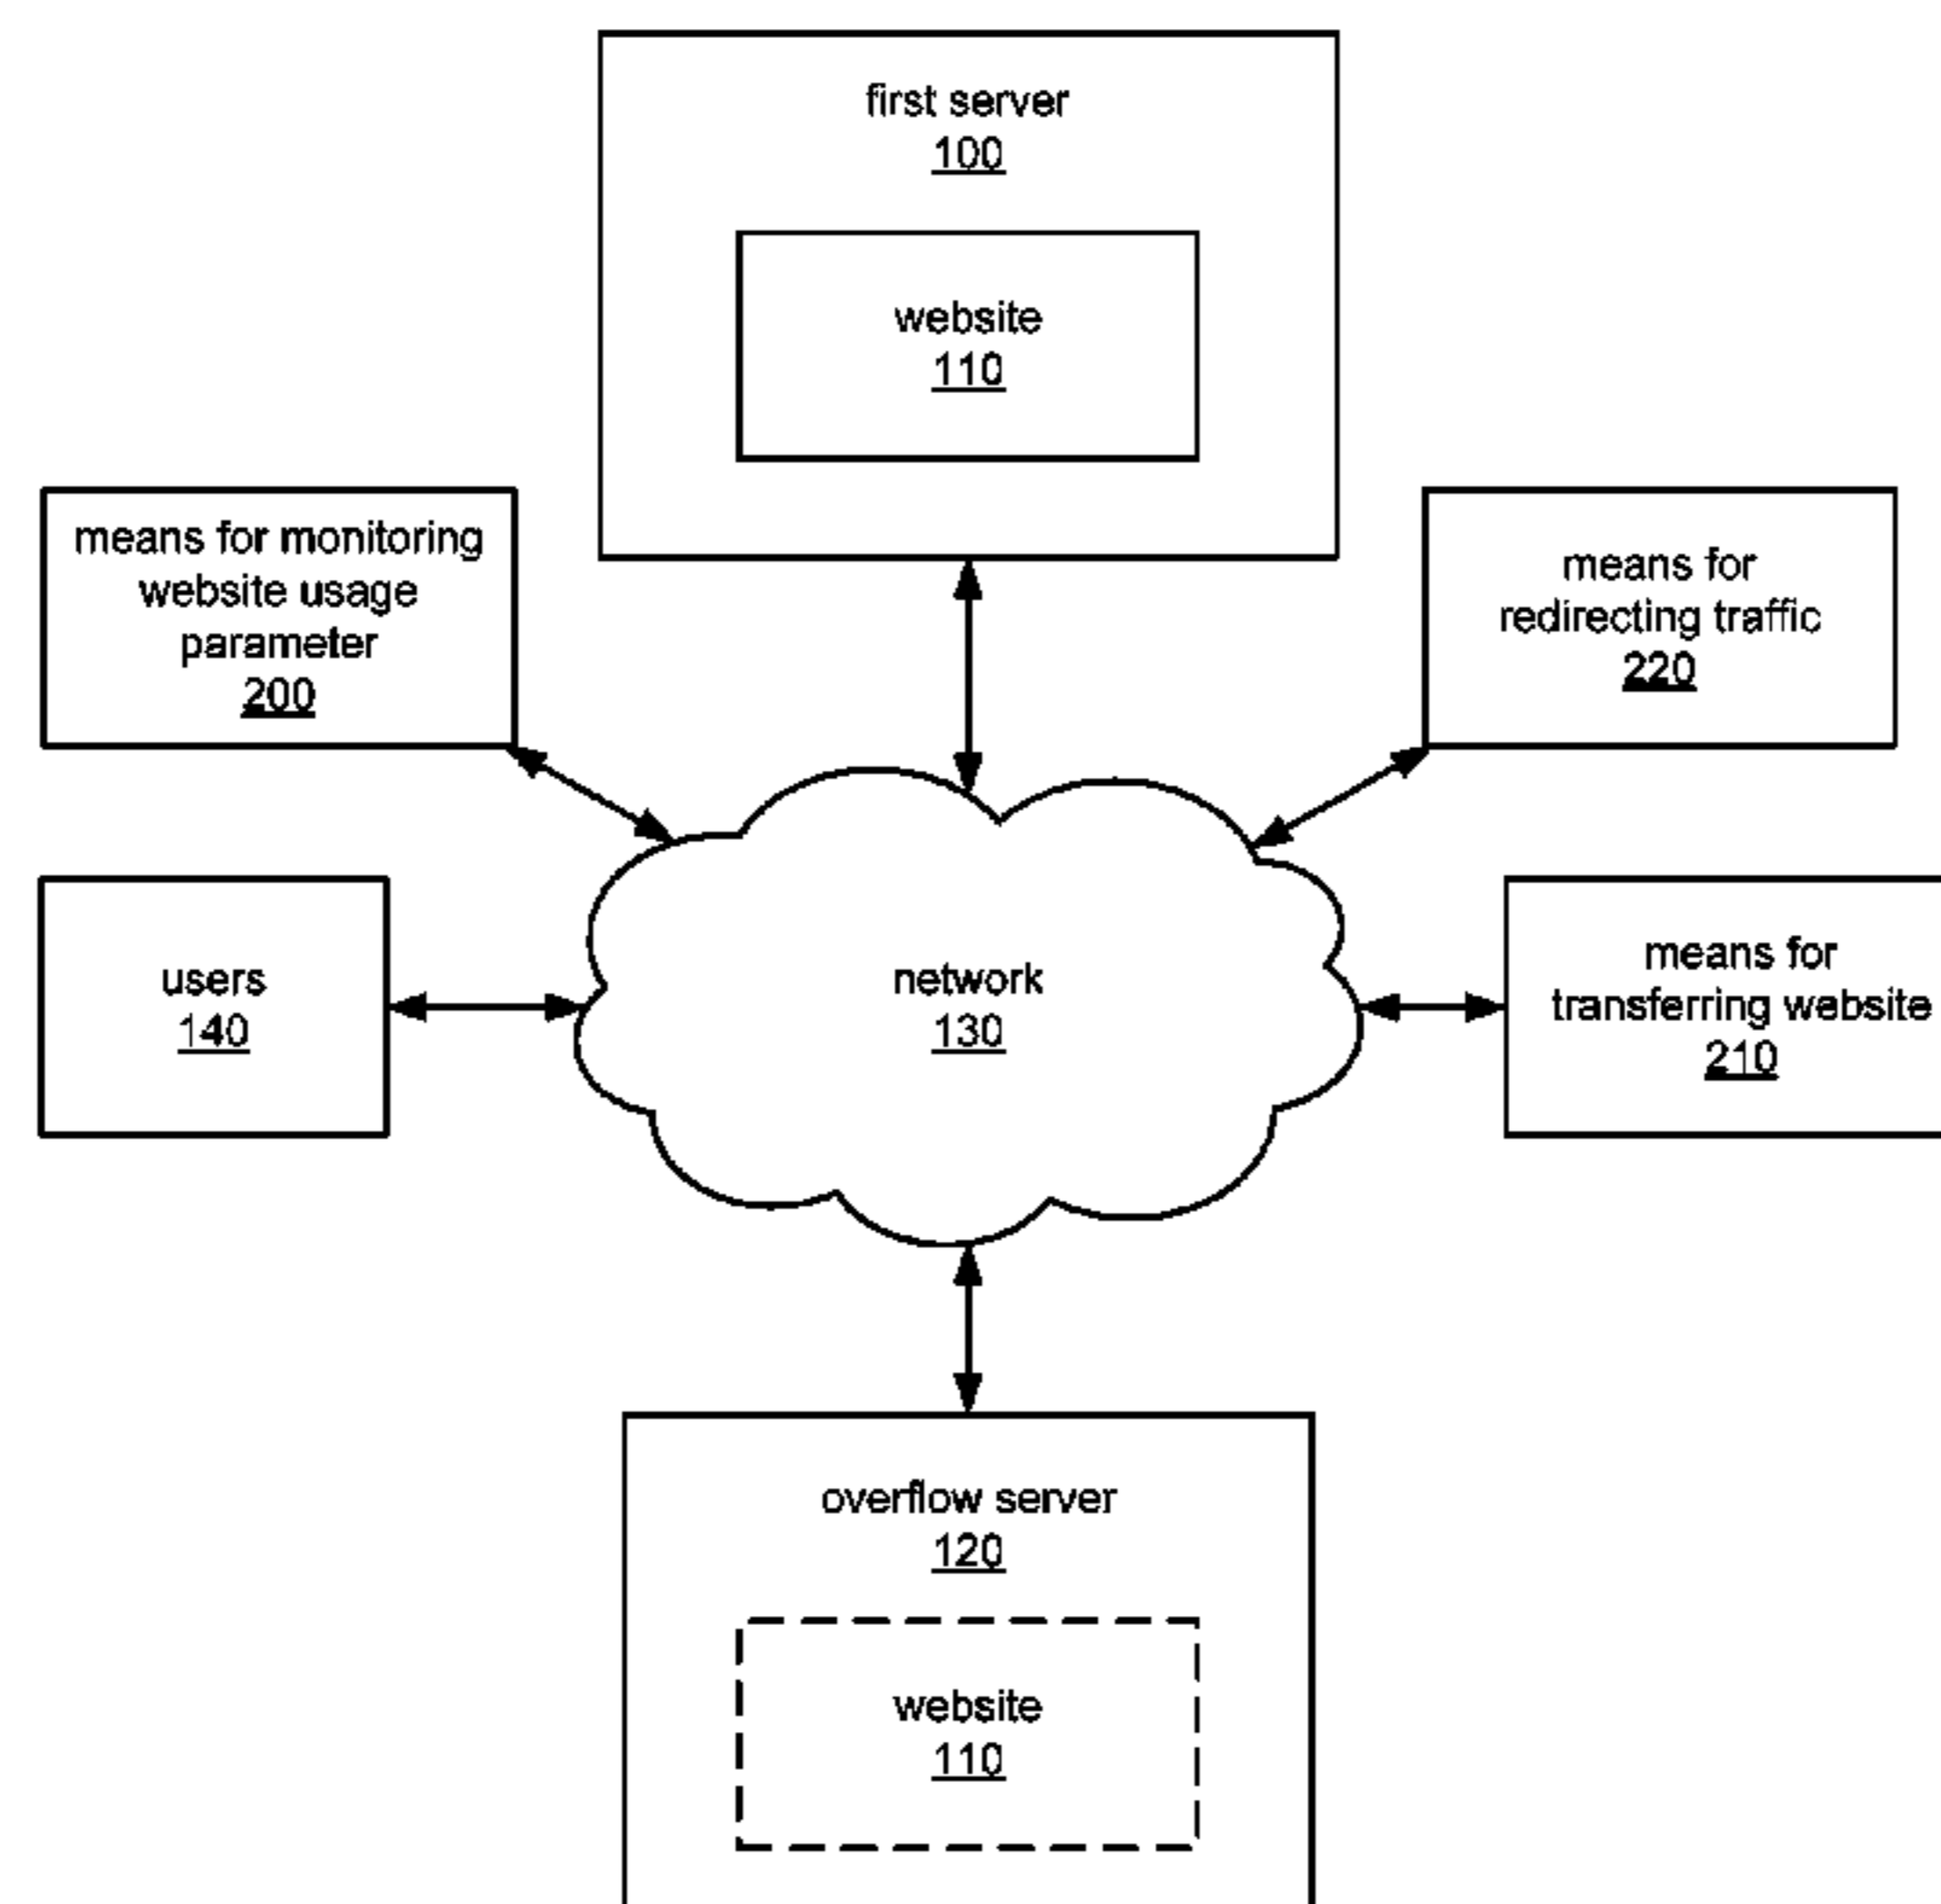 first server
100
website
110
means for monitoring
website usage
parameter
200
means for
redirecting traffic
220
users
140
network
130
means for
transferring website
210
overflow server
120
website
110